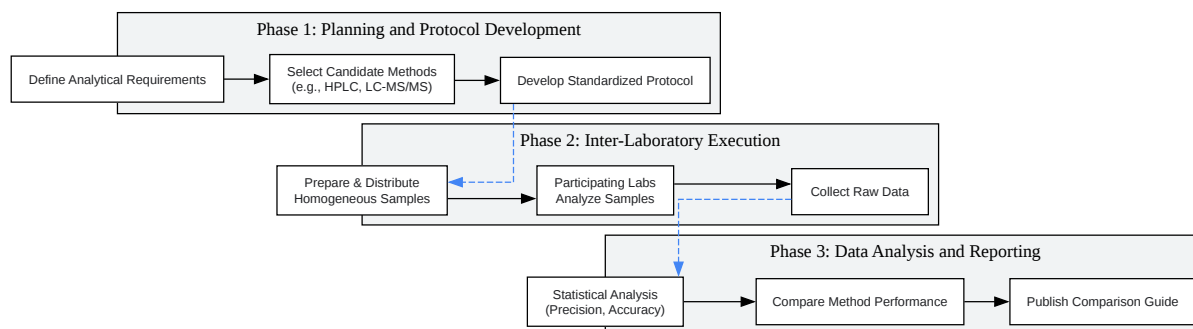 Phase 1: Planning and Protocol Development
Define Analytical Requirements
Select Candidate Methods
(e.g., HPLC, LC-MS/MS)
Develop Standardized Protocol
Phase 2: Inter-Laboratory Execution
Prepare & Distribute
Homogeneous Samples
Participating Labs
Analyze Samples
Collect Raw Data
Phase 3: Data Analysis and Reporting
Statistical Analysis
(Precision, Accuracy)
Compare Method Performance
Publish Comparison Guide